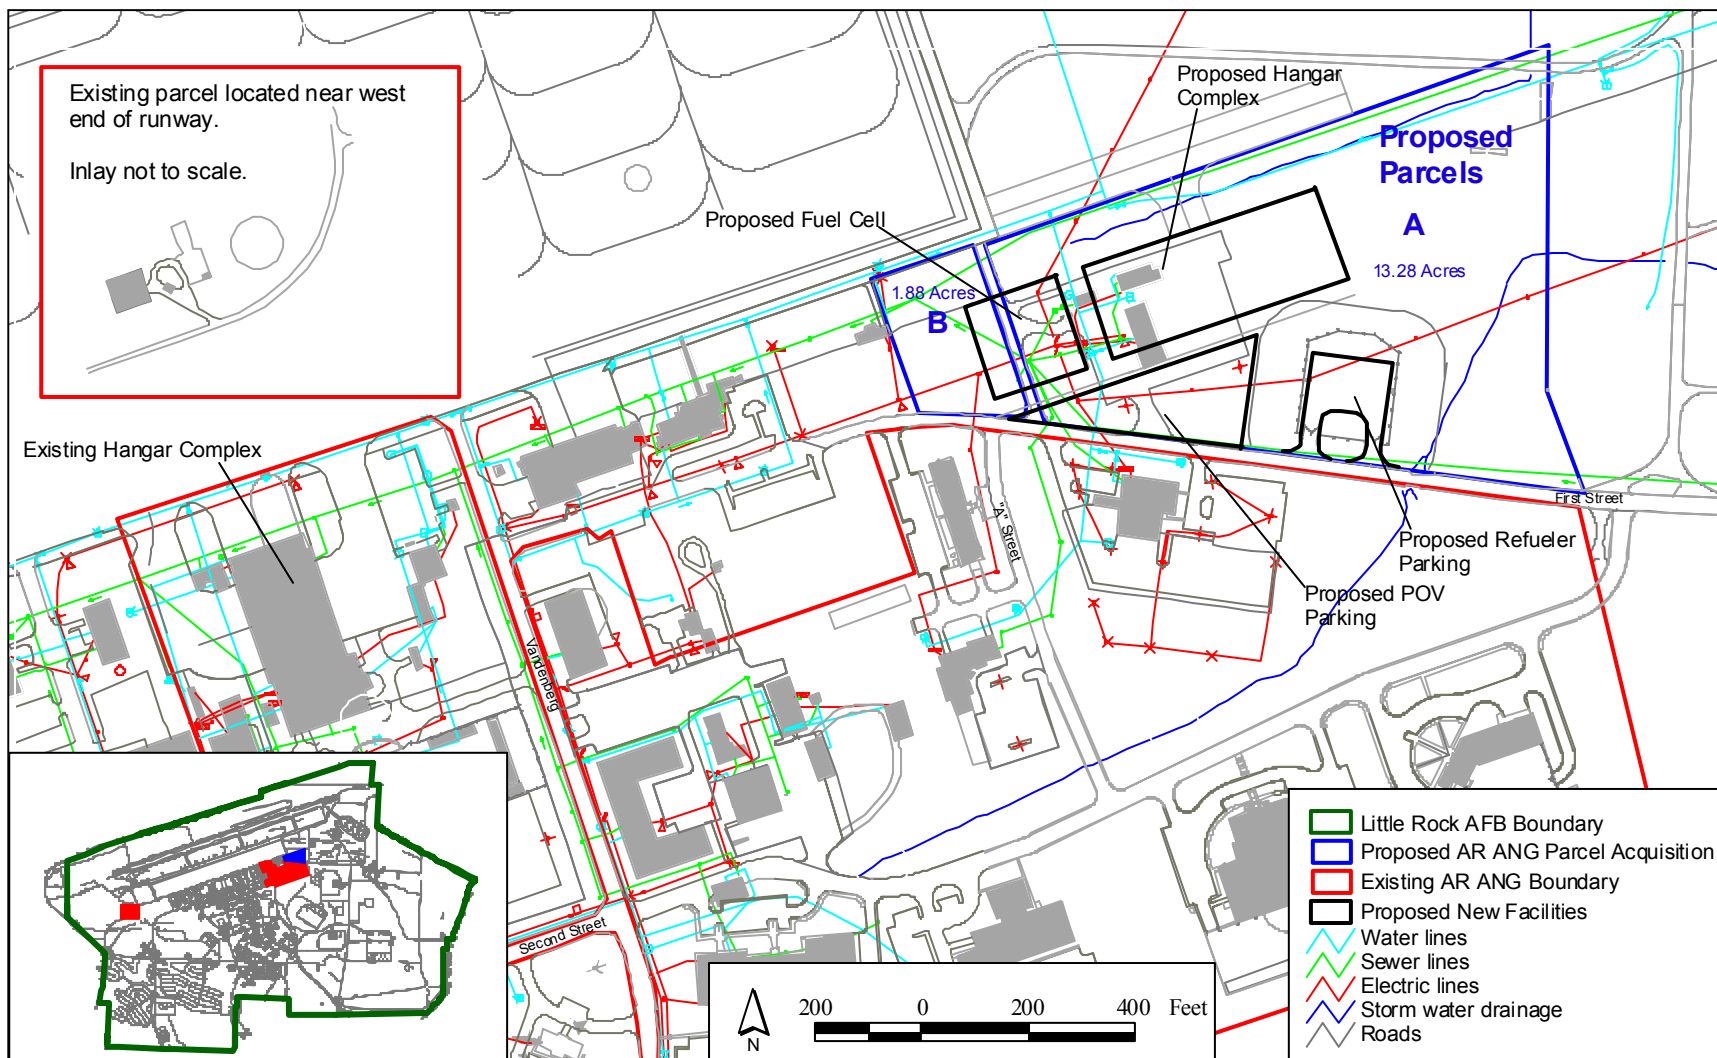 Existing parcel located near west
end of runway.
Inlay not to scale.
Proposed Hangar
Complex
Proposed
Parcels
A
13.28 Acres
Proposed Fuel Cell
1.88 Acres
B
Existing Hangar Complex
First Street
"A" Street
Proposed Refueler
Parking
Proposed POV
Parking
Vandenberg
Second Street
Little Rock AFB Boundary
Proposed AR ANG Parcel Acquisition
Existing AR ANG Boundary
Proposed New Facilities
Water lines
Sewer lines
Electric lines
Storm water drainage
Roads
N
200 0 200 400 Feet